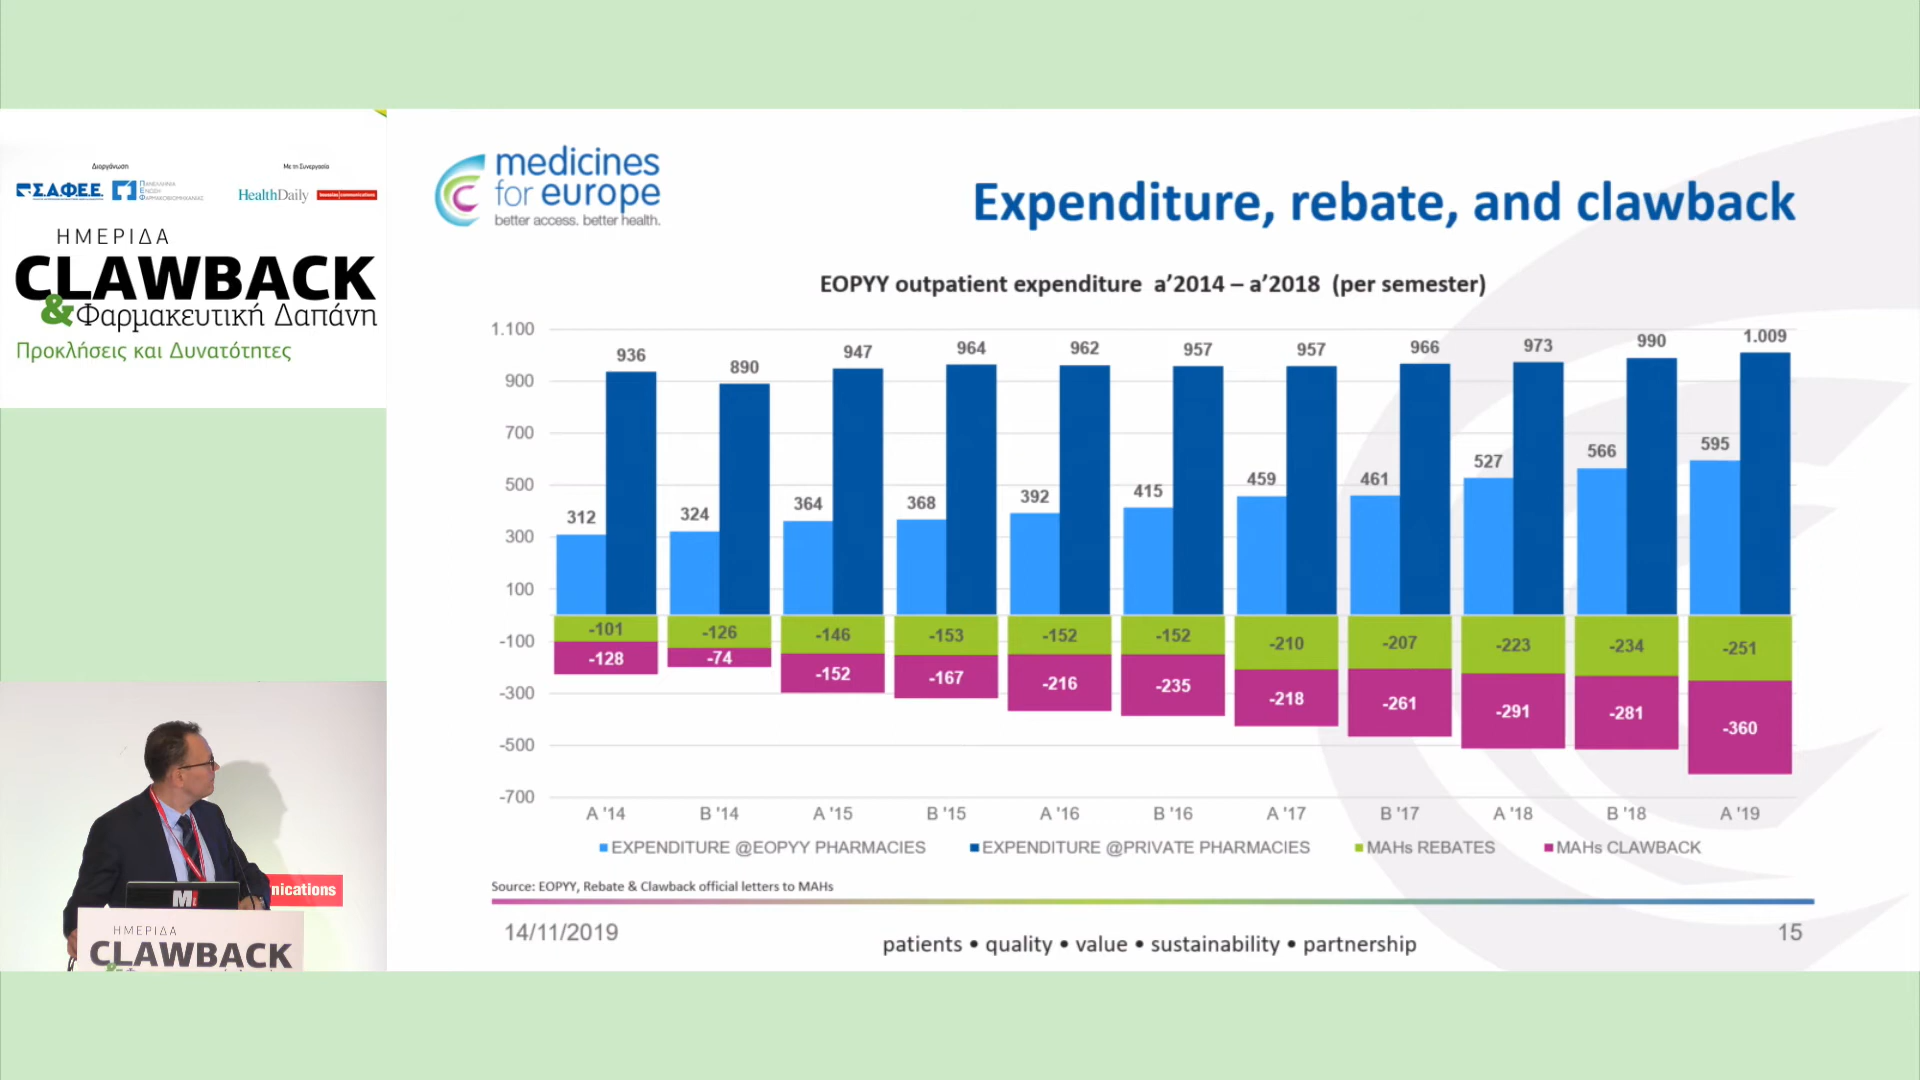 Διοργάνωση
Με τη Συνεργασία
Σ.Α.Φ.Ε.Ε.
ΠΑΝΕΛΛΗΝΙΑ
ΕΝΩΣΗ
ΦΑΡΜΑΚΟΒΙΟΜΗΧΑΝΙΑΣ
HealthDaily
ΗΜΕΡΙΔΑ
CLAWBACK
& Φαρμακευτική Δαπάνη
Προκλήσεις και Δυνατότητες
medicines
for europe
better access. better health.
Expenditure, rebate, and clawback
EOPYY outpatient expenditure a’2014 – a’2018 (per semester)
1.100
900
700
500
300
100
-100
-300
-500
-700
312 936 324 890 364 947 368 964 392 962 415 957 459 957 461 966 527 973 566 990 595 1.009
-101 -126 -146 -153 -152 -152 -210 -207 -223 -234 -251
-128 -74 -152 -167 -216 -235 -218 -261 -291 -281 -360
A '14 B '14 A '15 B '15 A '16 B '16 A '17 B '17 A '18 B '18 A '19
EXPENDITURE @EOPYY PHARMACIES EXPENDITURE @PRIVATE PHARMACIES MAHs REBATES MAHs CLAWBACK
Source: EOPYY, Rebate & Clawback official letters to MAHs
14/11/2019
patients • quality • value • sustainability • partnership
15
nications
ΗΜΕΡΙΔΑ
CLAWBACK